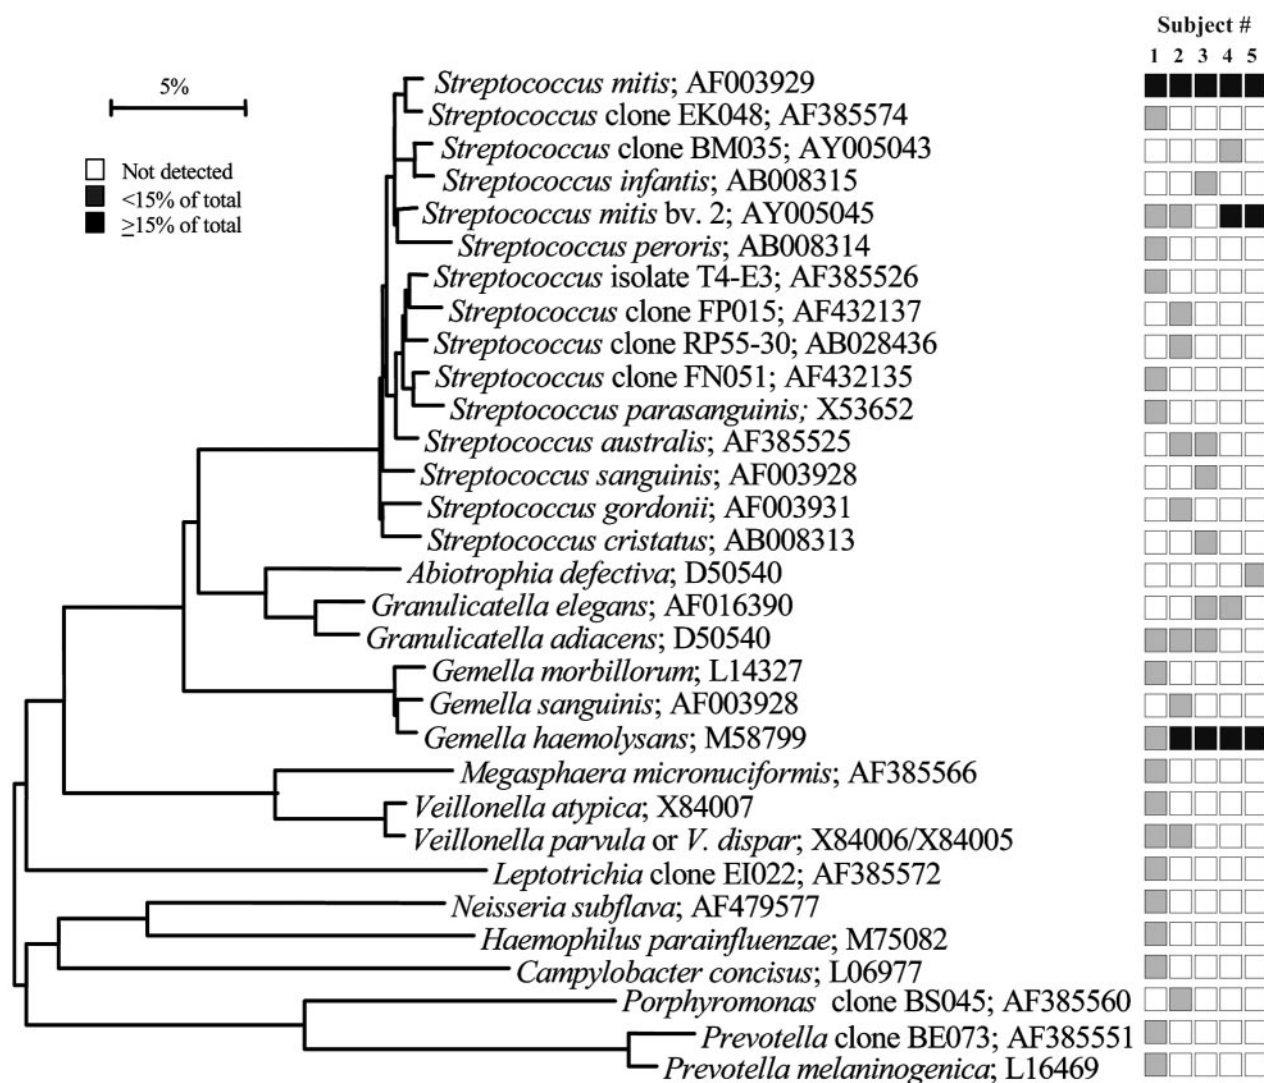 Subject #
1 2 3 4 5
5%
Not detected
<15% of total
≥15% of total
Streptococcus mitis; AF003929
Streptococcus clone EK048; AF385574
Streptococcus clone BM035; AY005043
Streptococcus infantis; AB008315
Streptococcus mitis bv. 2; AY005045
Streptococcus peroris; AB008314
Streptococcus isolate T4-E3; AF385526
Streptococcus clone FP015; AF432137
Streptococcus clone RP55-30; AB028436
Streptococcus clone FN051; AF432135
Streptococcus parasanguinis; X53652
Streptococcus australis; AF385525
Streptococcus sanguinis; AF003928
Streptococcus gordonii; AF003931
Streptococcus cristatus; AB008313
Abiotrophia defectiva; D50540
Granulicatella elegans; AF016390
Granulicatella adiacens; D50540
Gemella morbillorum; L14327
Gemella sanguinis; AF003928
Gemella haemolysans; M58799
Megasphaera micronuciformis; AF385566
Veillonella atypica; X84007
Veillonella parvula or V. dispar; X84006/X84005
Leptotrichia clone EI022; AF385572
Neisseria subflava; AF479577
Haemophilus parainfluenzae; M75082
Campylobacter concisus; L06977
Porphyromonas clone BS045; AF385560
Prevotella clone BE073; AF385551
Prevotella melaninogenica; L16469